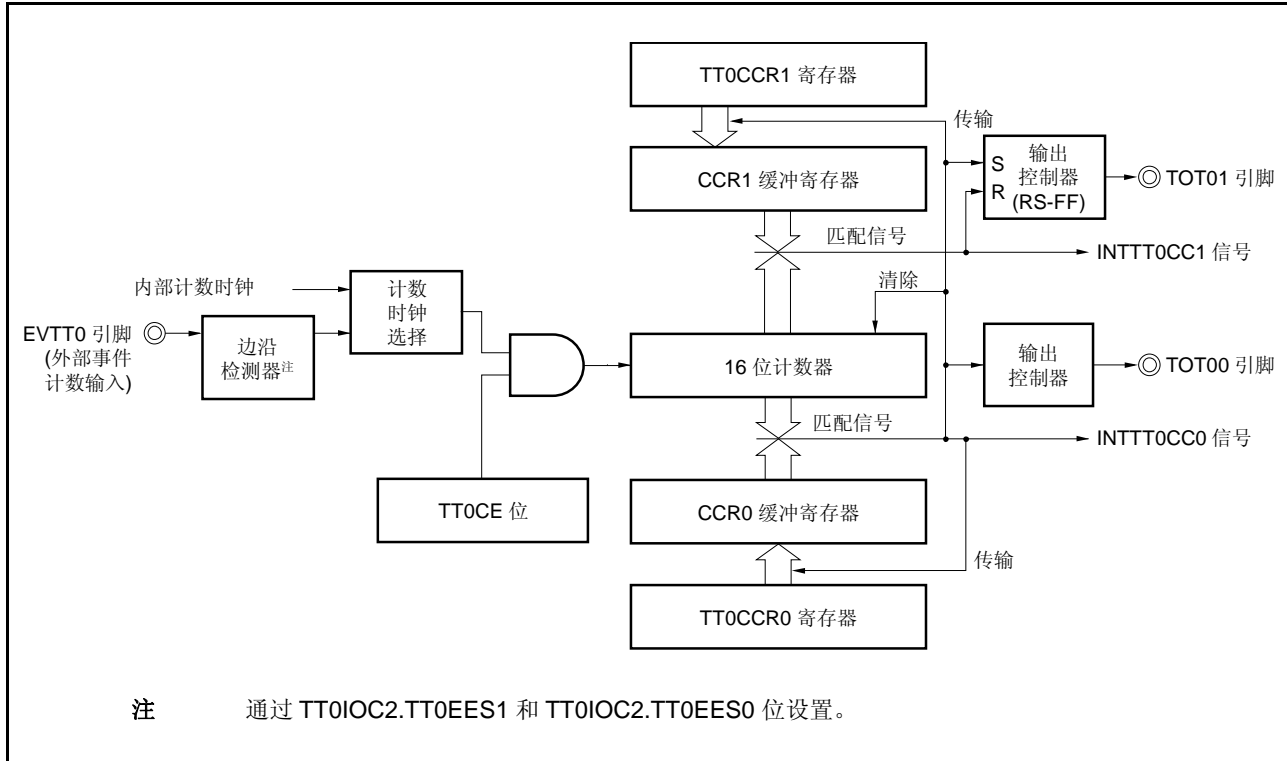 TT0CCR1 寄存器
传输
CCR1 缓冲寄存器
S
R
输出
控制器
(RS-FF)
TOT01 引脚
匹配信号
INTTT0CC1 信号
内部计数时钟
计数
时钟
选择
清除
EVTT0 引脚
(外部事件
计数输入)
边沿
检测器注
16 位计数器
输出
控制器
TOT00 引脚
匹配信号
INTTT0CC0 信号
TT0CE 位
CCR0 缓冲寄存器
传输
TT0CCR0 寄存器
注 通过 TT0IOC2.TT0EES1 和 TT0IOC2.TT0EES0 位设置。